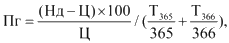 Пг = (Нд – Ц) × 100 / Ц / (Т365 / 365 + Т366 / 366),